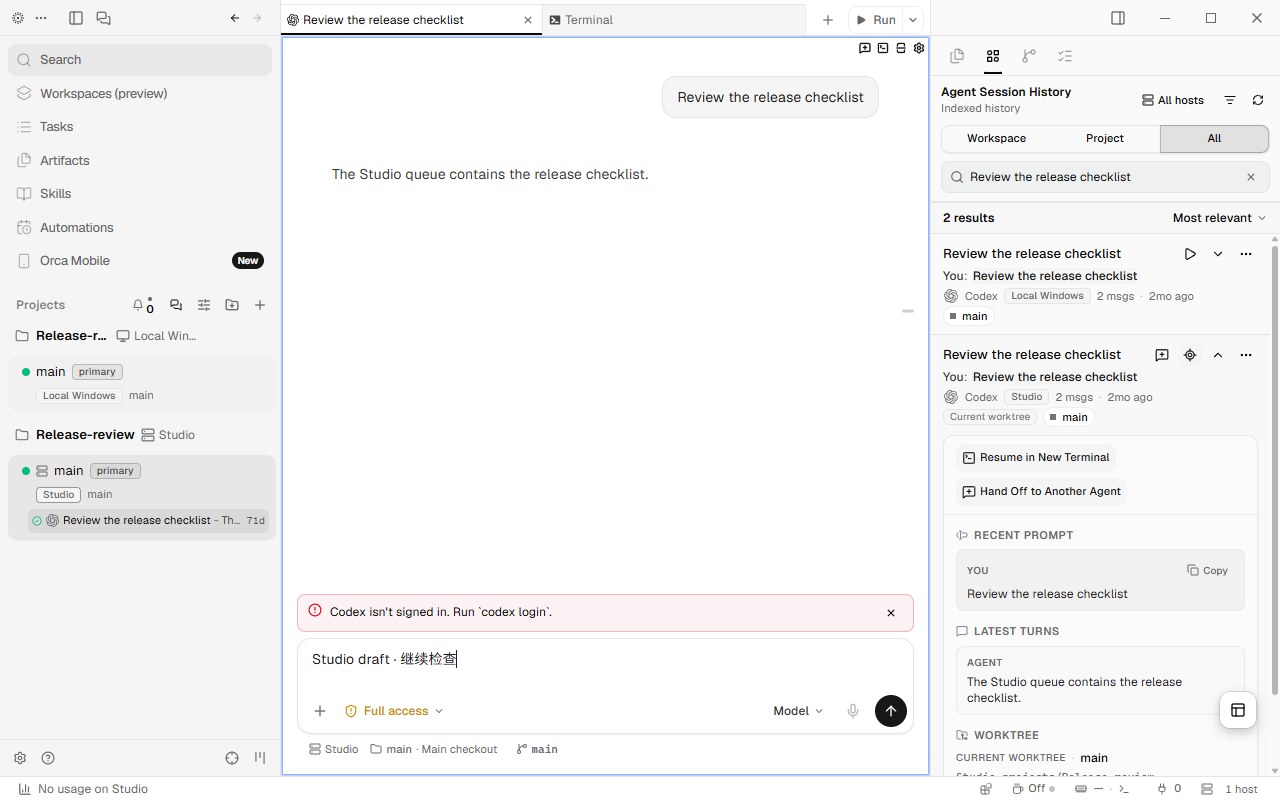 Review the release checklist
Terminal
Run
Search
Workspaces (preview)
Tasks
Artifacts
Skills
Automations
Orca Mobile
New
Projects
0
Release-r...
Local Win...
main
primary
Local Windows
main
Release-review
Studio
main
primary
Studio
main
Review the release checklist - Th...
71d
Review the release checklist
The Studio queue contains the release checklist.
Codex isn't signed in. Run `codex login`.
Studio draft · 继续检查
Full access
Model
Studio
main · Main checkout
main
Agent Session History
Indexed history
All hosts
Workspace
Project
All
Review the release checklist
2 results
Most relevant
Review the release checklist
You: Review the release checklist
Codex
Local Windows
2 msgs · 2mo ago
main
Review the release checklist
You: Review the release checklist
Codex
Studio
2 msgs · 2mo ago
Current worktree
main
Resume in New Terminal
Hand Off to Another Agent
RECENT PROMPT
YOU
Copy
Review the release checklist
LATEST TURNS
AGENT
The Studio queue contains the release
checklist.
WORKTREE
CURRENT WORKTREE · main
No usage on Studio
Off
0
1 host